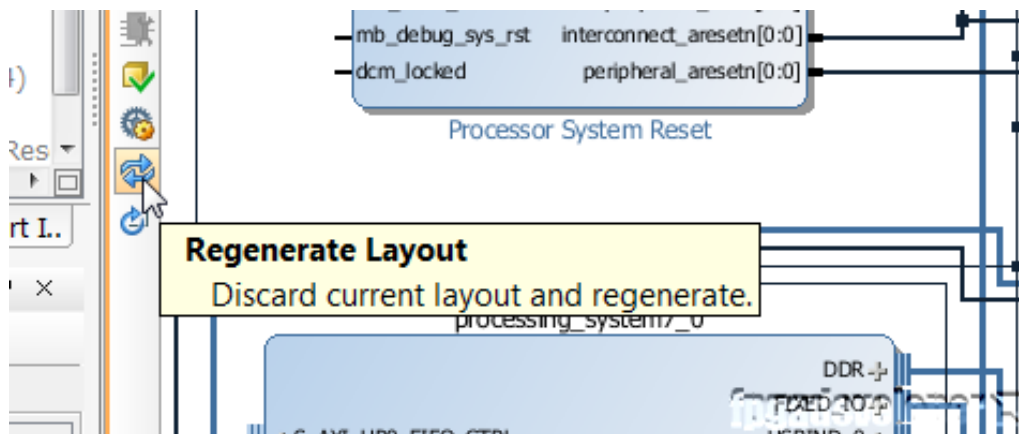 mb_debug_sys_rst interconnect_aresetn[0:0]
dcm_locked peripheral_aresetn[0:0]
Processor System Reset
Res
rt I..
Regenerate Layout
Discard current layout and regenerate.
processing_system7_0
DDR
FIXED_IO